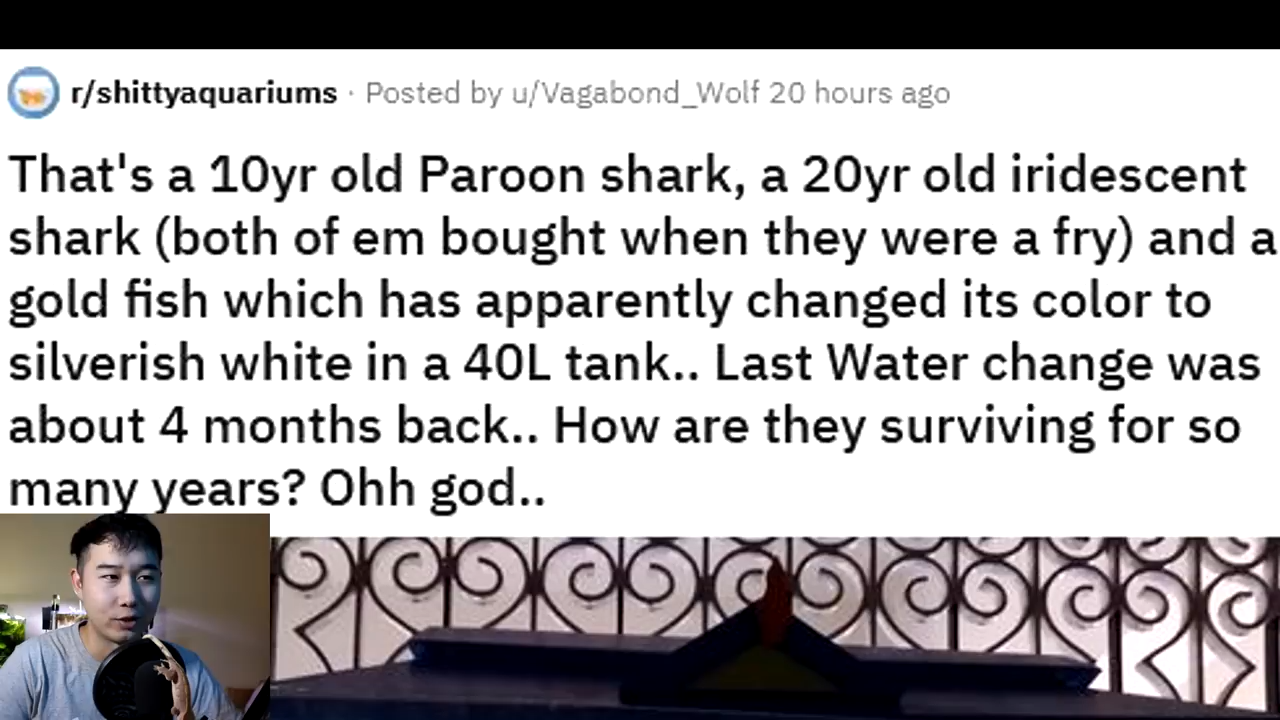 r/shittyaquariums · Posted by u/Vagabond_Wolf 20 hours ago
That's a 10yr old Paroon shark, a 20yr old iridescent
shark (both of em bought when they were a fry) and a
gold fish which has apparently changed its color to
silverish white in a 40L tank.. Last Water change was
about 4 months back.. How are they surviving for so
many years? Ohh god..